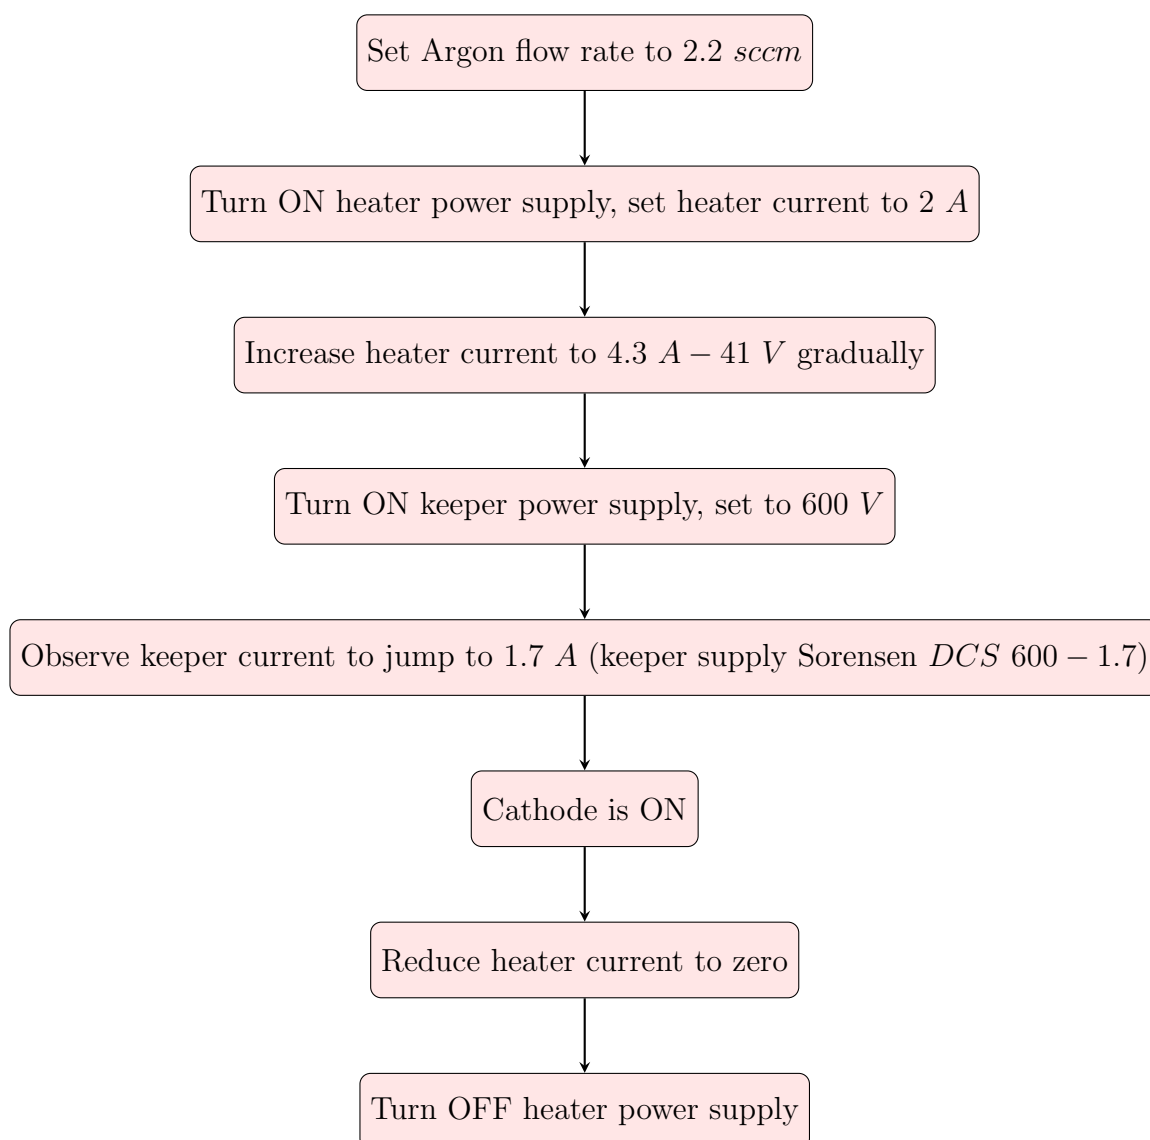 Set Argon flow rate to 2.2 sccm
Turn ON heater power supply, set heater current to 2 A
Increase heater current to 4.3 A − 41 V gradually
Turn ON keeper power supply, set to 600 V
Observe keeper current to jump to 1.7 A (keeper supply Sorensen DCS 600 − 1.7)
Cathode is ON
Reduce heater current to zero
Turn OFF heater power supply